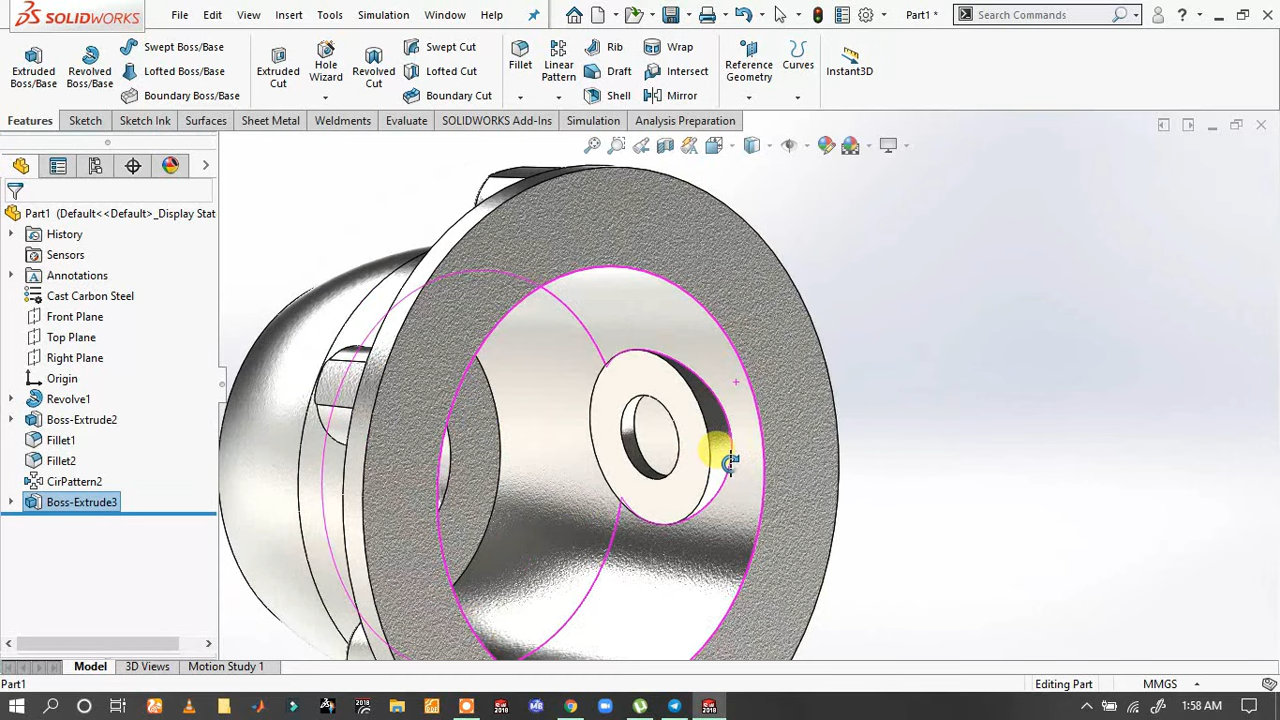 SOLIDWORKS File Edit View Insert Tools Simulation Window Help Part1 * Search Commands ?
Extruded Boss/Base Revolved Boss/Base Swept Boss/Base Lofted Boss/Base Boundary Boss/Base
Extruded Cut Hole Wizard Revolved Cut Swept Cut Lofted Cut Boundary Cut
Fillet Linear Pattern Rib Draft Shell Wrap Intersect Mirror
Reference Geometry Curves Instant3D
Features Sketch Sketch Ink Surfaces Sheet Metal Weldments Evaluate SOLIDWORKS Add-Ins Simulation Analysis Preparation
Part1 (Default<<Default>_Display Stat
History
Sensors
Annotations
Cast Carbon Steel
Front Plane
Top Plane
Right Plane
Origin
Revolve1
Boss-Extrude2
Fillet1
Fillet2
CirPattern2
Boss-Extrude3
Model 3D Views Motion Study 1
Part1 Editing Part MMGS
1:58 AM